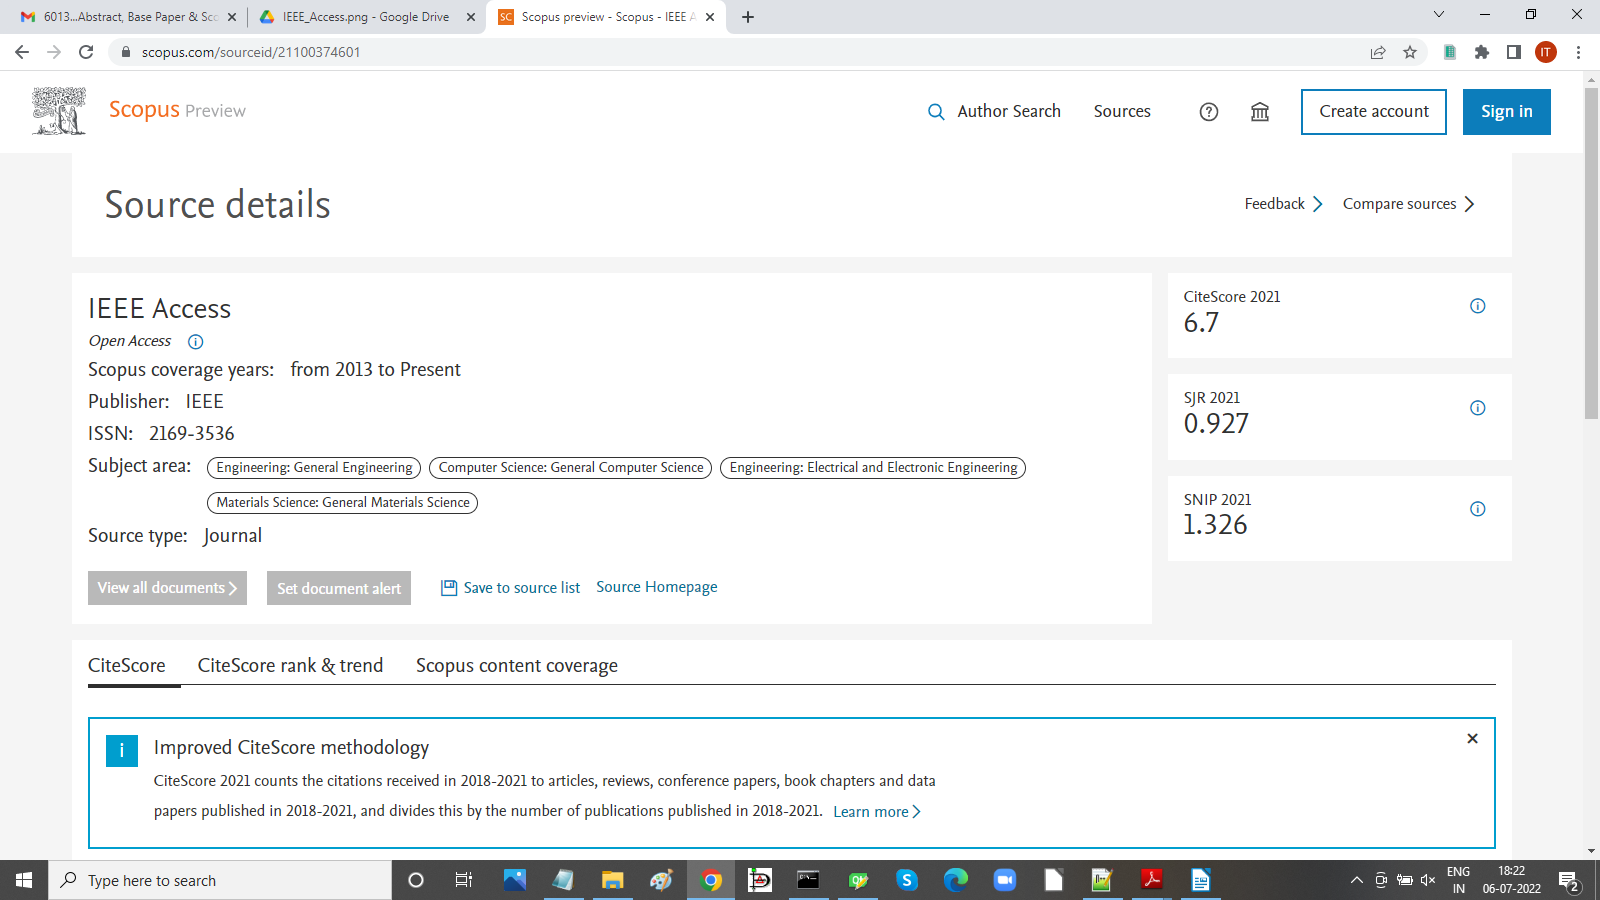 6013...Abstract, Base Paper & Sco
IEEE_Access.png - Google Drive
SC
Scopus preview - Scopus - IEEE A
scopus.com/sourceid/21100374601
IT
Scopus Preview
Author Search
Sources
Create account
Sign in
Source details
Feedback
Compare sources
IEEE Access
Open Access
Scopus coverage years: from 2013 to Present
Publisher: IEEE
ISSN: 2169-3536
Subject area: Engineering: General Engineering Computer Science: General Computer Science Engineering: Electrical and Electronic Engineering
Materials Science: General Materials Science
Source type: Journal
View all documents
Set document alert
Save to source list
Source Homepage
CiteScore 2021
6.7
SJR 2021
0.927
SNIP 2021
1.326
CiteScore
CiteScore rank & trend
Scopus content coverage
Improved CiteScore methodology
CiteScore 2021 counts the citations received in 2018-2021 to articles, reviews, conference papers, book chapters and data
papers published in 2018-2021, and divides this by the number of publications published in 2018-2021. Learn more
Type here to search
ENG
IN
18:22
06-07-2022
2